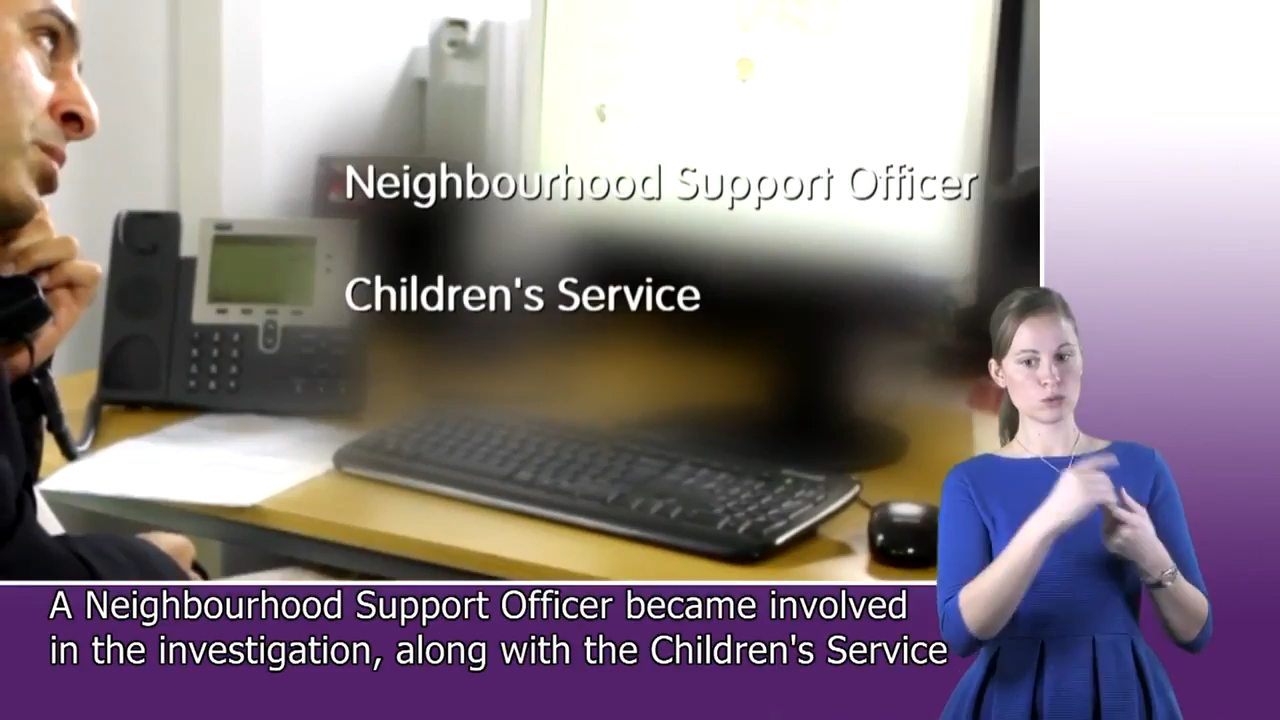 Neighbourhood Support Officer
Children's Service
A Neighbourhood Support Officer became involved
in the investigation, along with the Children's Service